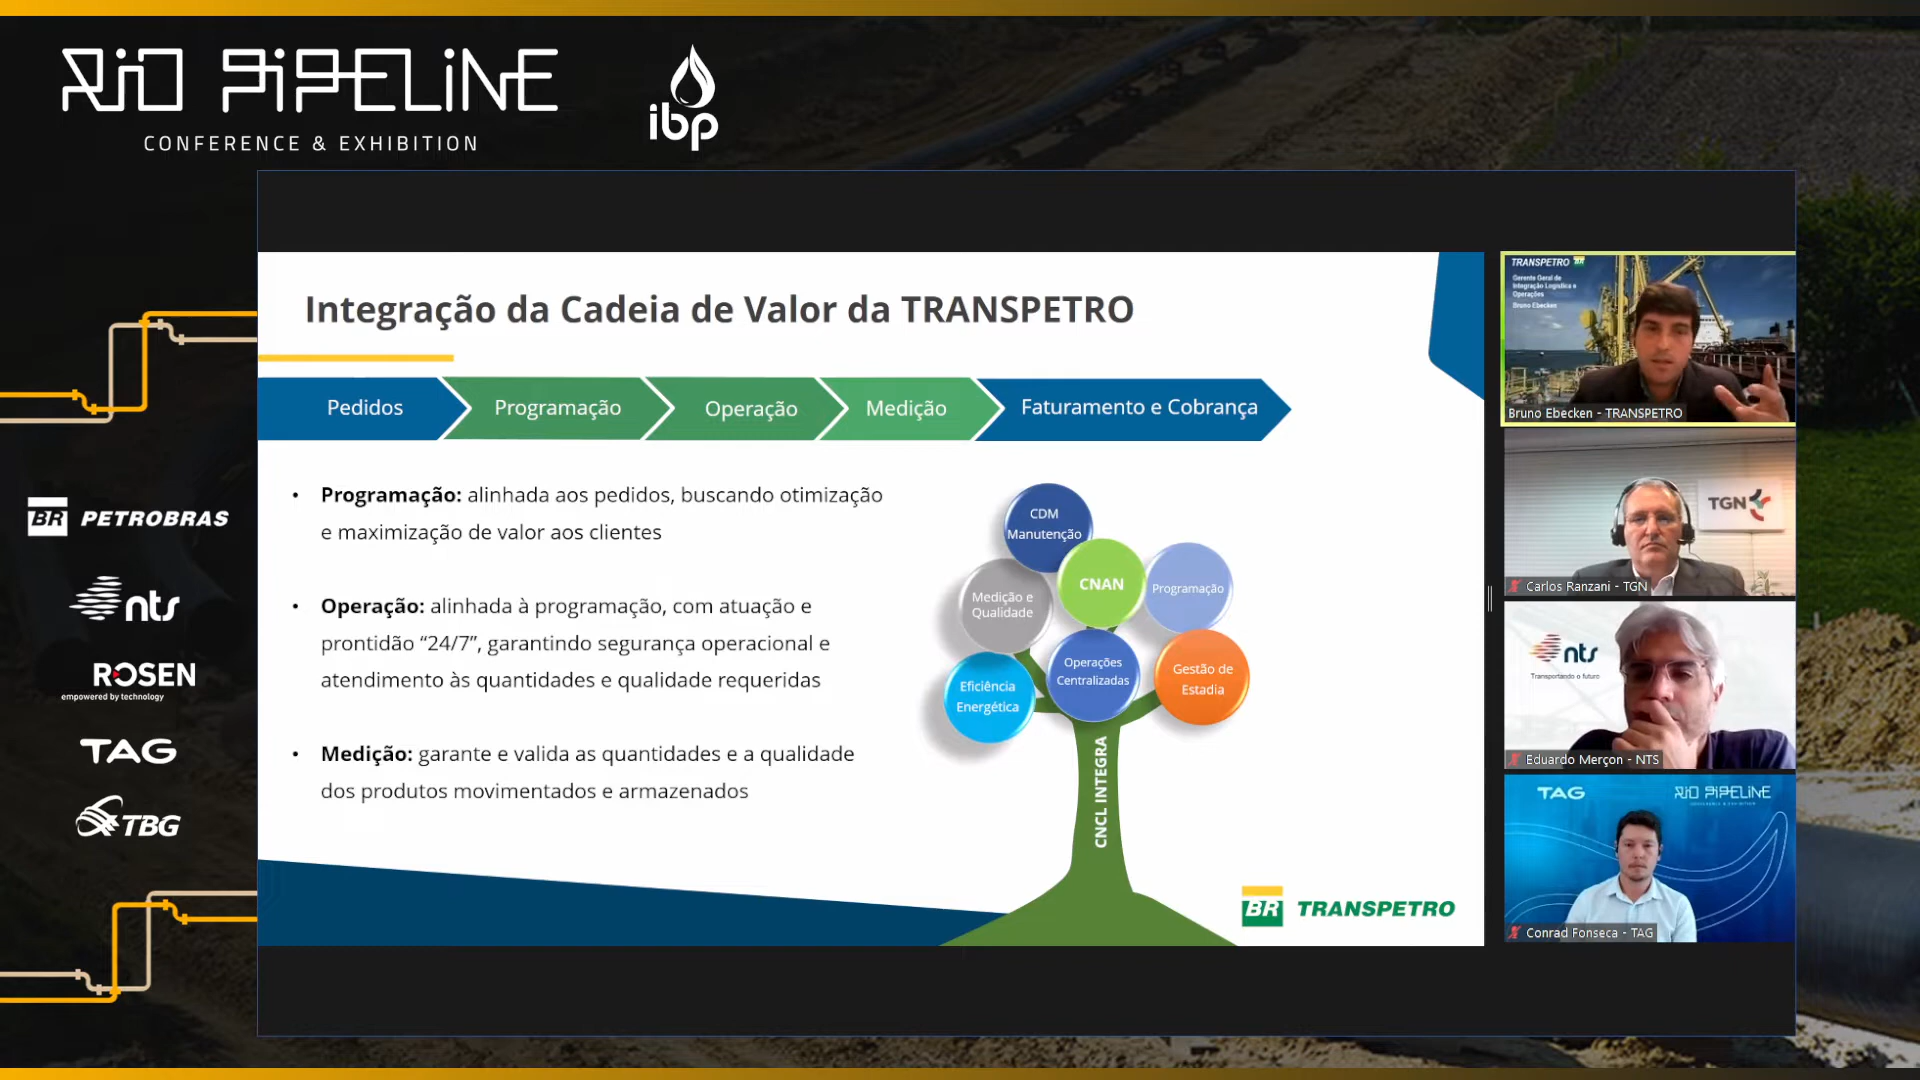 RIO PIPELINE
CONFERENCE & EXHIBITION
ibp
BR PETROBRAS
nts
ROSEN
empowered by technology
TAG
TBG
Integração da Cadeia de Valor da TRANSPETRO
Pedidos
Programação
Operação
Medição
Faturamento e Cobrança
• Programação: alinhada aos pedidos, buscando otimização
e maximização de valor aos clientes
• Operação: alinhada à programação, com atuação e
prontidão “24/7”, garantindo segurança operacional e
atendimento às quantidades e qualidade requeridas
• Medição: garante e valida as quantidades e a qualidade
dos produtos movimentados e armazenados
CDM
Manutenção
CNAN
Programação
Medição e
Qualidade
Operações
Centralizadas
Gestão de
Estadia
Eficiência
Energética
CNCL INTEGRA
BR TRANSPETRO
TRANSPETRO BR
Gerente Geral de
Integração Logística e
Operações
Bruno Ebecken
Bruno Ebecken - TRANSPETRO
TGN
Carlos Ranzani - TGN
nts
Transportando o futuro
Eduardo Merçon - NTS
TAG
RIO PIPELINE
Conrad Fonseca - TAG